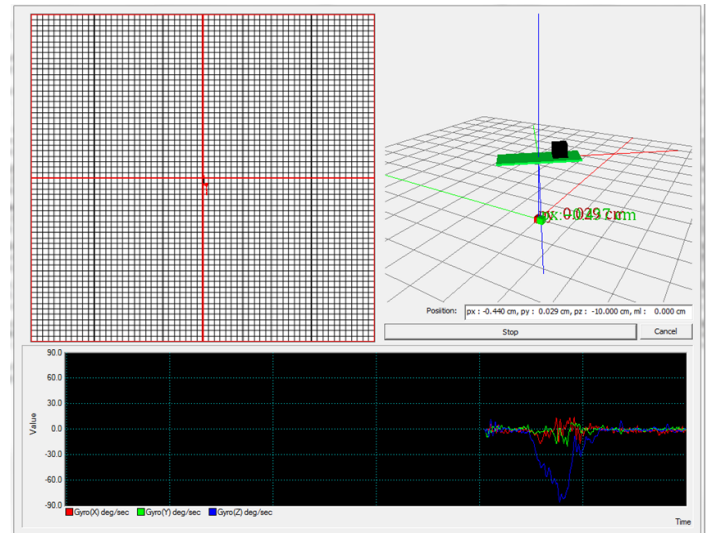 py: 0.029 cm
Position: px : -0.440 cm, py : 0.029 cm, pz : -10.000 cm, ml : 0.000 cm
Stop Cancel
90.0
60.0
30.0
0.0
-30.0
-60.0
-90.0
Value
Gyro(X) deg/sec Gyro(Y) deg/sec Gyro(Z) deg/sec
Time